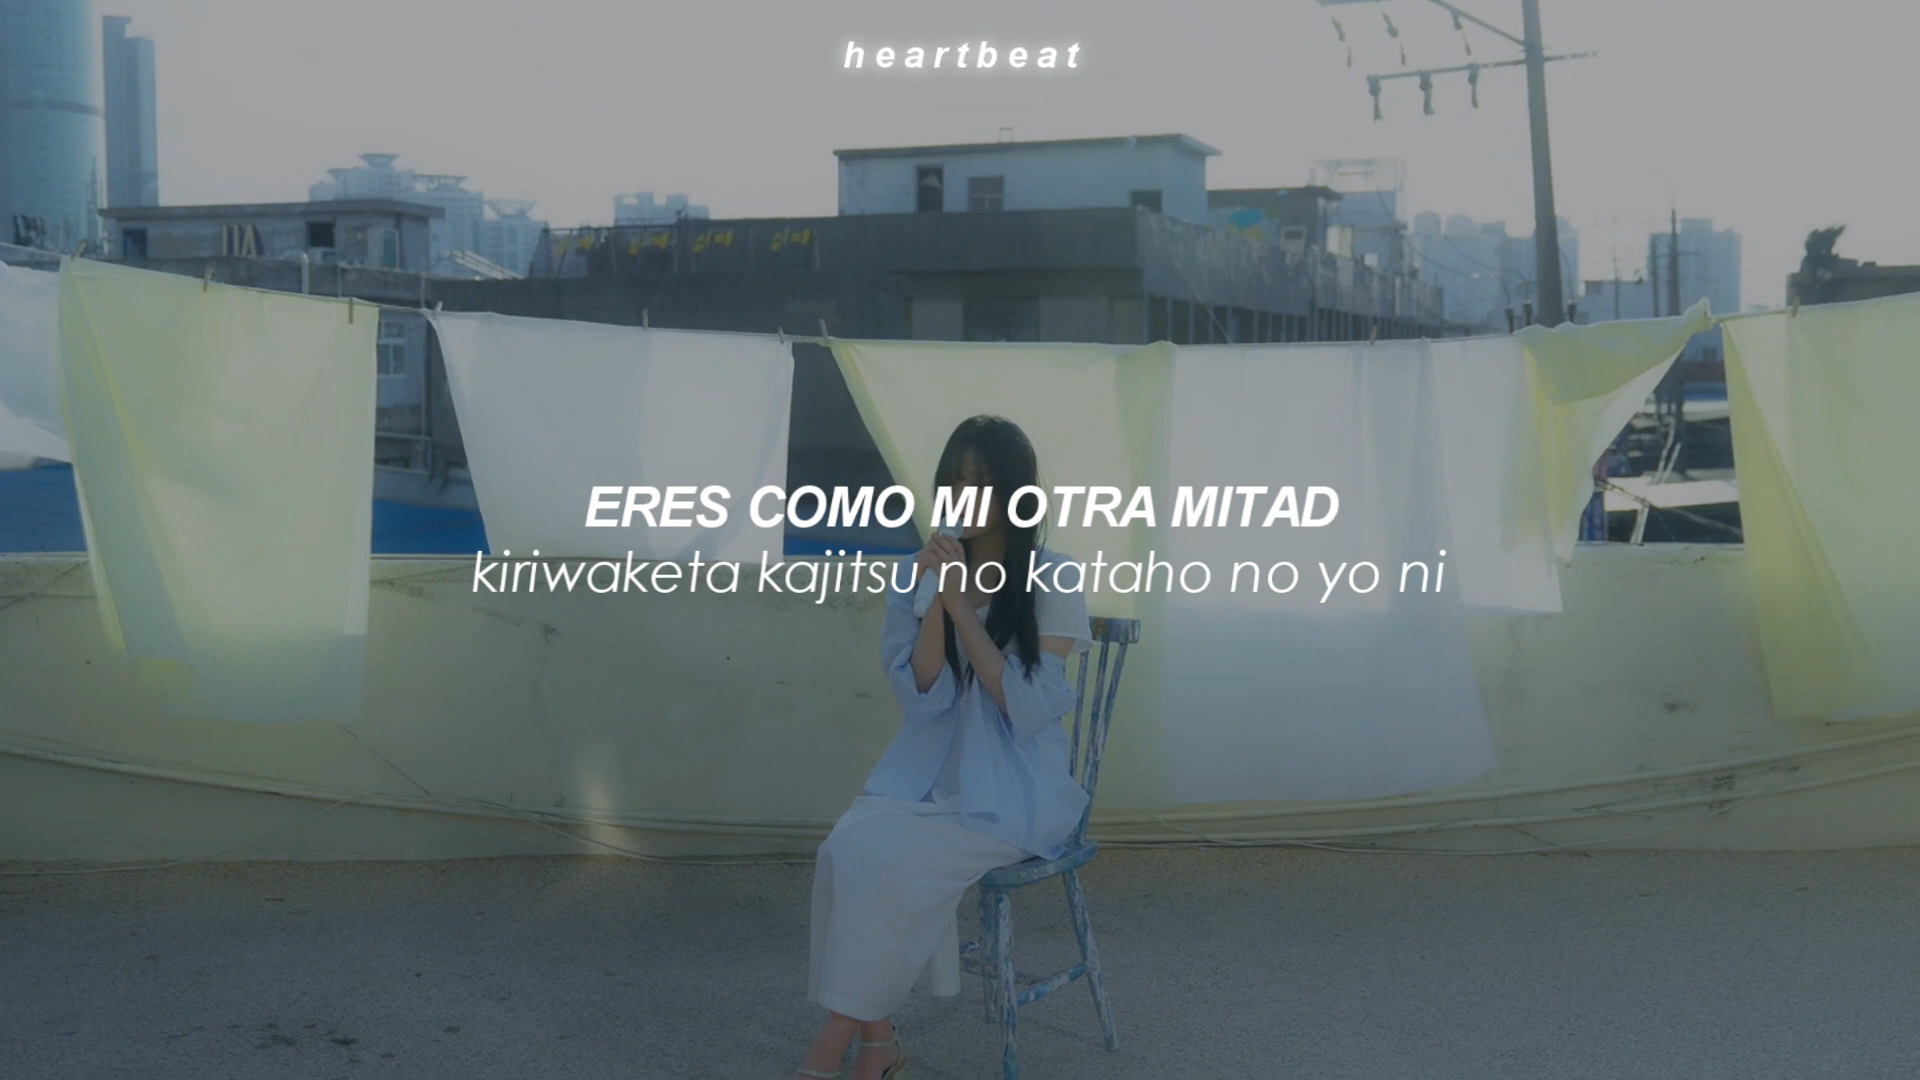 heartbeat
ERES COMO MI OTRA MITAD
kiriwaketa kajitsu no kataho no yo ni